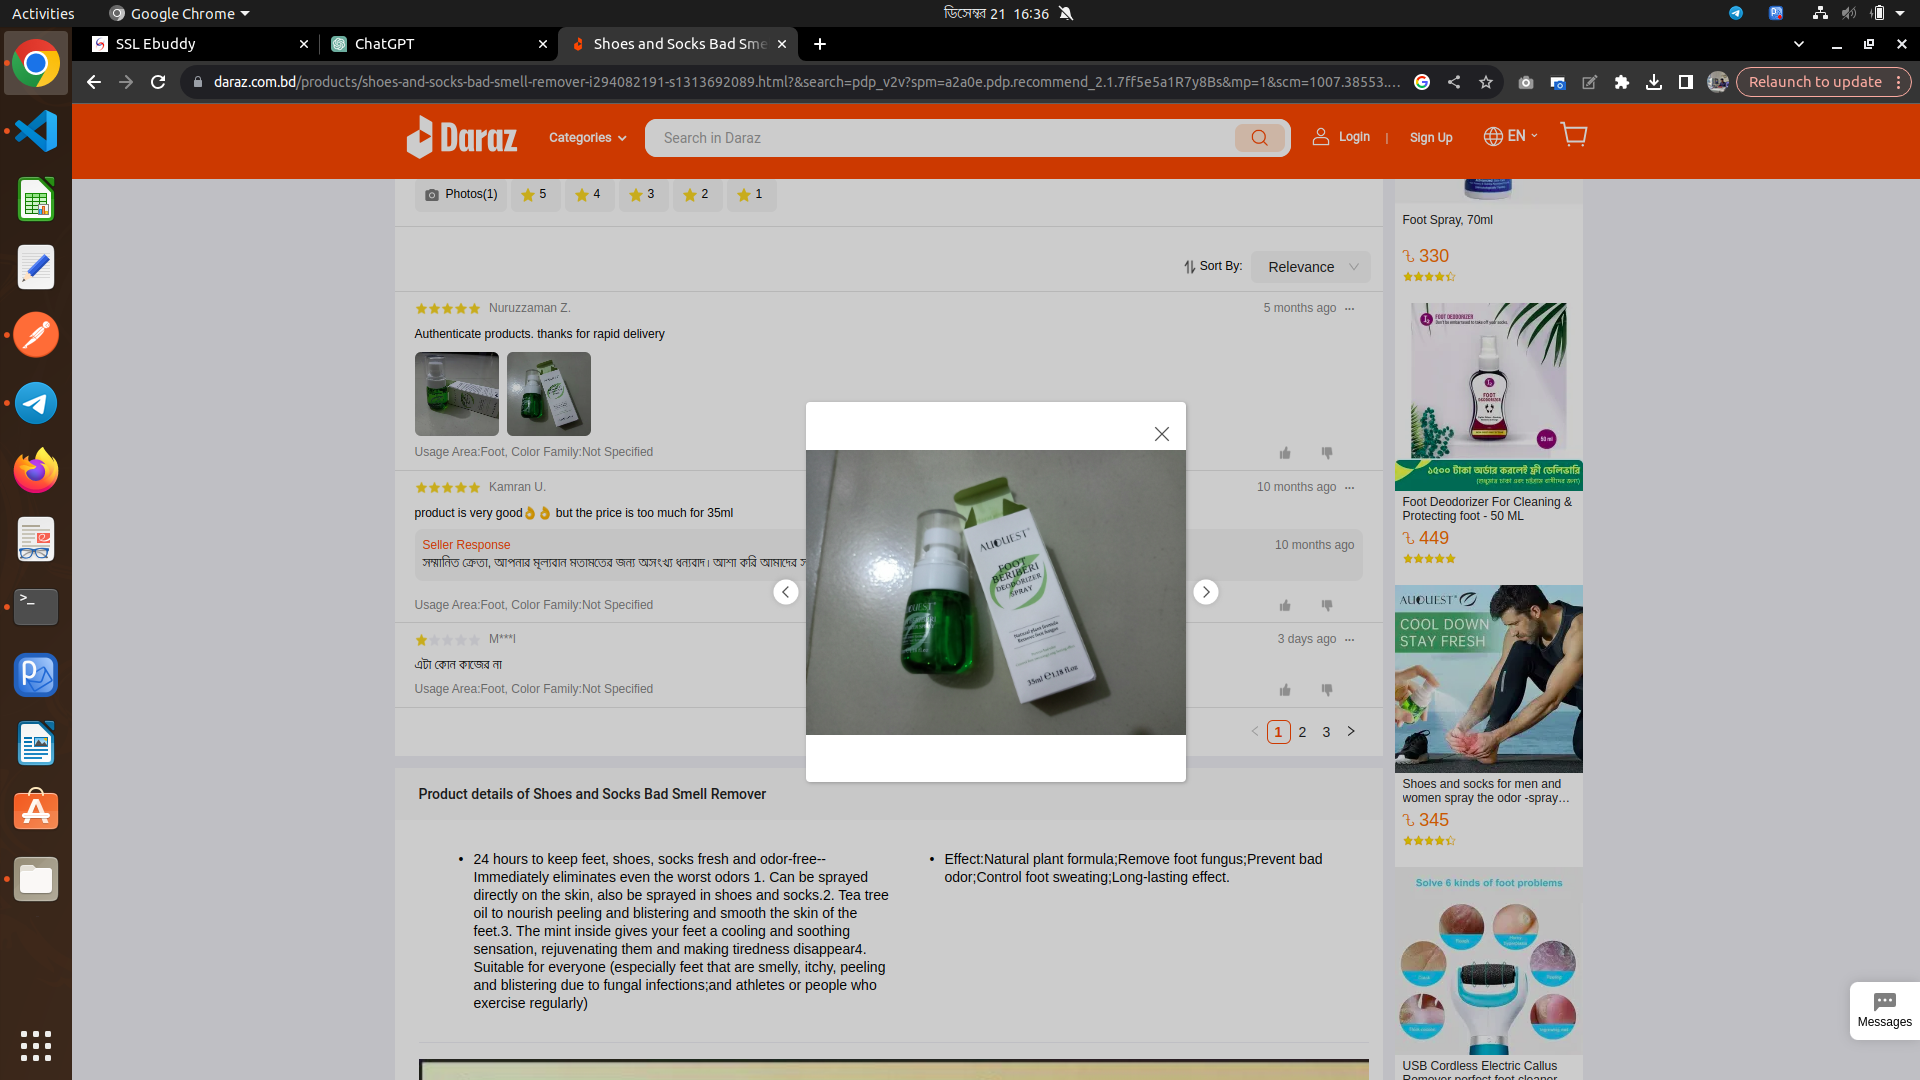 Activities
Google Chrome
ডিসেম্বর 21 16:36
SSL Ebuddy
ChatGPT
Shoes and Socks Bad Sme
daraz.com.bd/products/shoes-and-socks-bad-smell-remover-i294082191-s1313692089.html?&search=pdp_v2v?spm=a2a0e.pdp.recommend_2.1.7ff5e5a1R7y8Bs&mp=1&scm=1007.38553....
Relaunch to update
Daraz
Categories
Search in Daraz
Login
|
Sign Up
EN
Photos(1)
5
4
3
2
1
Sort By:
Relevance
Nuruzzaman Z.
5 months ago
Authenticate products. thanks for rapid delivery
Usage Area:Foot, Color Family:Not Specified
Kamran U.
10 months ago
product is very good👌👌 but the price is too much for 35ml
Seller Response
10 months ago
সম্মানিত ক্রেতা, আপনার মূল্যবান মতামতের জন্য অসংখ্য ধন্যবাদ। আশা করি আমাদের স
Usage Area:Foot, Color Family:Not Specified
M***l
3 days ago
এটা কোন কাজের না
Usage Area:Foot, Color Family:Not Specified
1 2 3
AUQUEST
FOOT
BERIBERI
DEODORIZER
SPRAY
Natural plant formula
35ml e1.18 fl.oz
AUQUEST
Product details of Shoes and Socks Bad Smell Remover
• 24 hours to keep feet, shoes, socks fresh and odor-free--
Immediately eliminates even the worst odors 1. Can be sprayed
directly on the skin, also be sprayed in shoes and socks.2. Tea tree
oil to nourish peeling and blistering and smooth the skin of the
feet.3. The mint inside gives your feet a cooling and soothing
sensation, rejuvenating them and making tiredness disappear4.
Suitable for everyone (especially feet that are smelly, itchy, peeling
and blistering due to fungal infections;and athletes or people who
exercise regularly)
• Effect:Natural plant formula;Remove foot fungus;Prevent bad
odor;Control foot sweating;Long-lasting effect.
Foot Spray, 70ml
৳ 330
FOOT DEODORIZER
FOOT
DEODORIZER
50 ml
১৫০০ টাকা অর্ডার করলেই ফ্রী ডেলিভারি
Foot Deodorizer For Cleaning &
Protecting foot - 50 ML
৳ 449
AUQUEST
COOL DOWN
STAY FRESH
Shoes and socks for men and
women spray the odor -spray…
৳ 345
Solve 6 kinds of foot problems
USB Cordless Electric Callus
Remover perfect foot cleaner
Messages